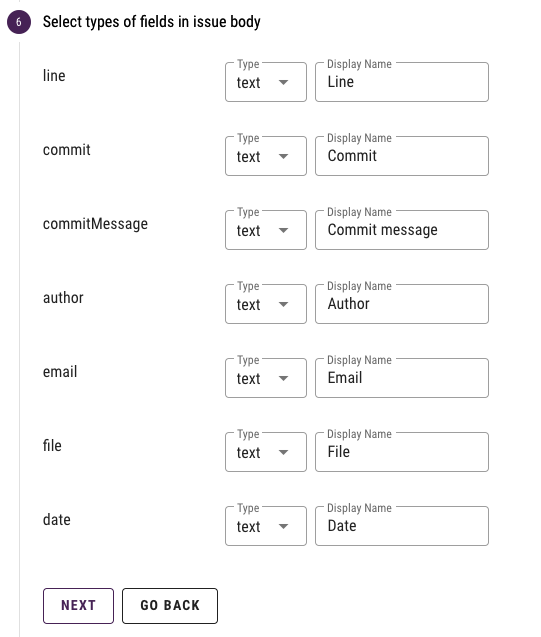 6 Select types of fields in issue body
Type Display Name
line text Line
Type Display Name
commit text Commit
Type Display Name
commitMessage text Commit message
Type Display Name
author text Author
Type Display Name
email text Email
Type Display Name
file text File
Type Display Name
date text Date
NEXT GO BACK